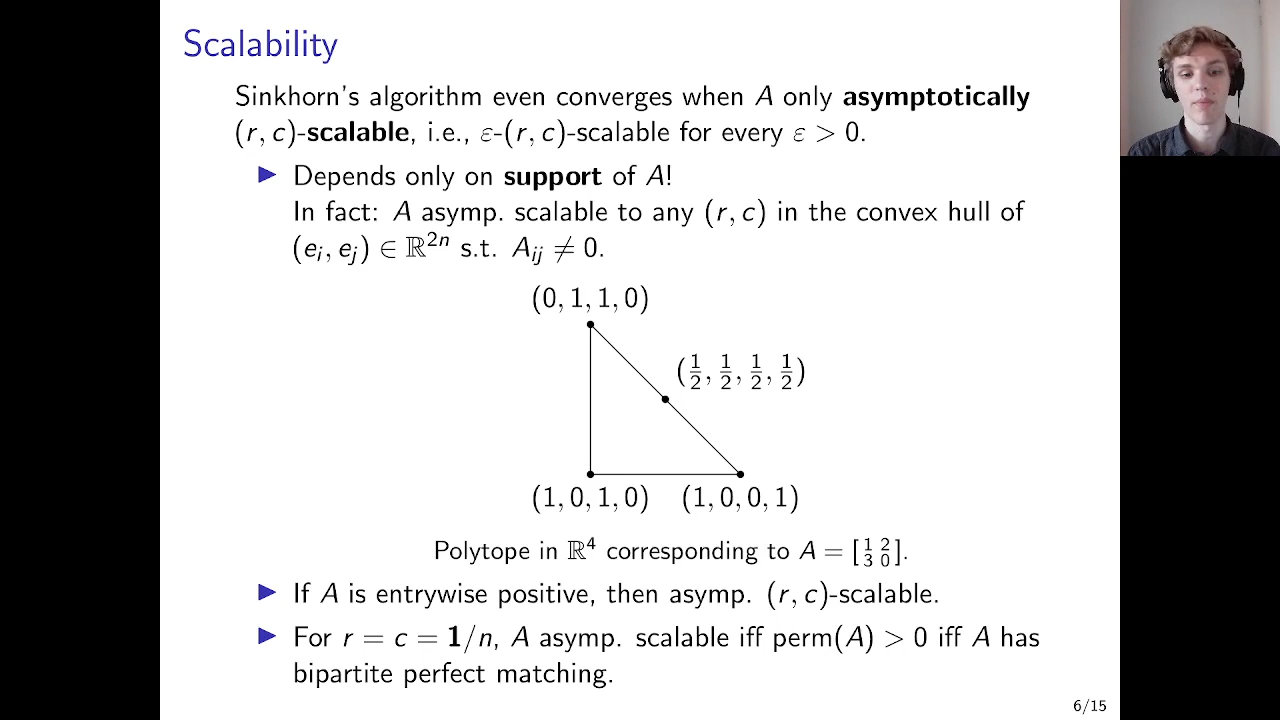 Scalability
Sinkhorn's algorithm even converges when A only asymptotically
(r, c)-scalable, i.e., ε-(r, c)-scalable for every ε > 0.
▶ Depends only on support of A!
In fact: A asymp. scalable to any (r, c) in the convex hull of
(e_i, e_j) ∈ ℝ^{2n} s.t. A_{ij} ≠ 0.
(0, 1, 1, 0)
(1/2, 1/2, 1/2, 1/2)
(1, 0, 1, 0) (1, 0, 0, 1)
Polytope in ℝ^4 corresponding to A = [1 2 3 0].
▶ If A is entrywise positive, then asymp. (r, c)-scalable.
▶ For r = c = 1/n, A asymp. scalable iff perm(A) > 0 iff A has
bipartite perfect matching.
6/15